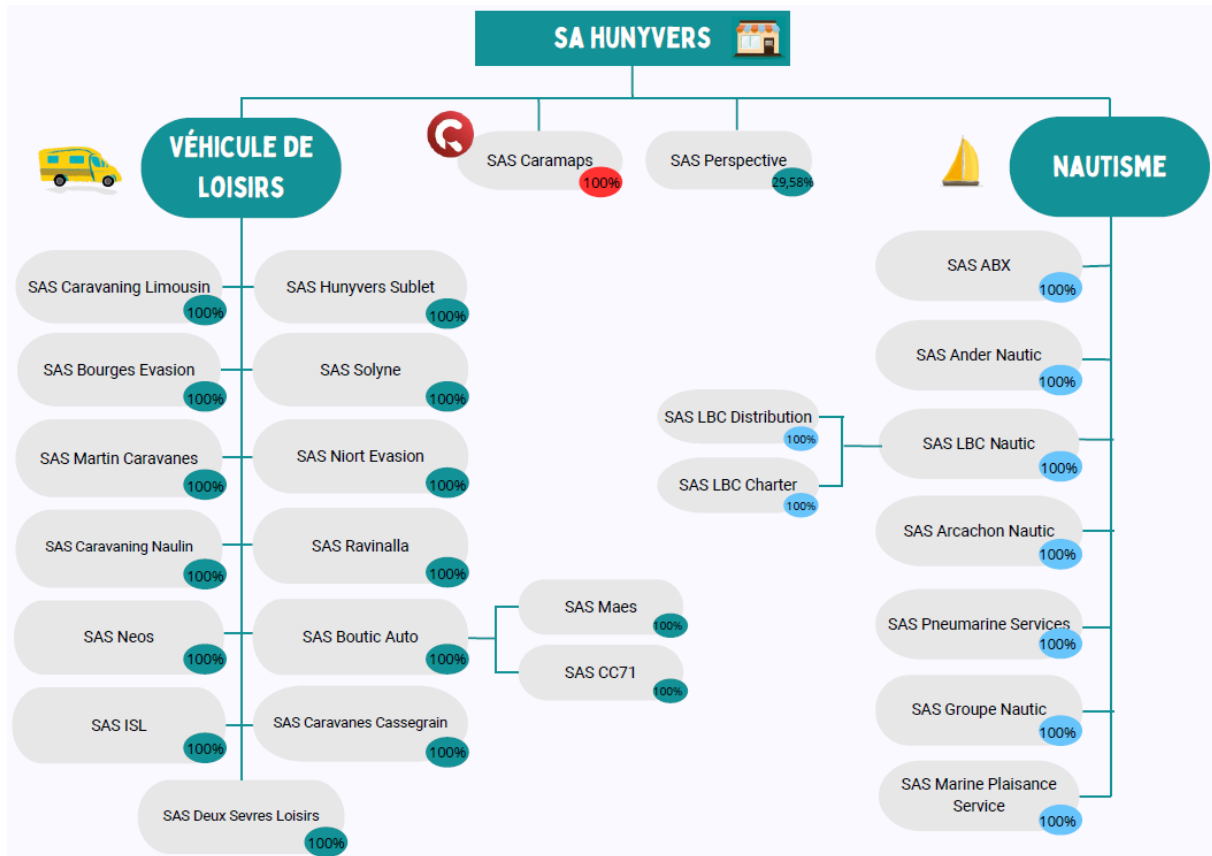 SA HUNYVERS
VÉHICULE DE
LOISIRS
SAS Caramaps
100%
SAS Perspective
29,58%
NAUTISME
SAS Caravaning Limousin
100%
SAS Hunyvers Sublet
100%
SAS Bourges Evasion
100%
SAS Solyne
100%
SAS Martin Caravanes
100%
SAS Niort Evasion
100%
SAS Caravaning Naulin
100%
SAS Ravinalla
100%
SAS Neos
100%
SAS Boutic Auto
100%
SAS Maes
100%
SAS CC71
100%
SAS ISL
100%
SAS Caravanes Cassegrain
100%
SAS Deux Sevres Loisirs
100%
SAS ABX
100%
SAS Ander Nautic
100%
SAS LBC Nautic
100%
SAS LBC Distribution
100%
SAS LBC Charter
100%
SAS Arcachon Nautic
100%
SAS Pneumarine Services
100%
SAS Groupe Nautic
100%
SAS Marine Plaisance
Service
100%